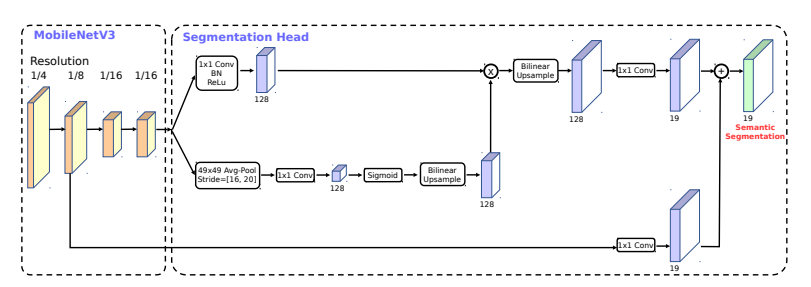 MobileNetV3
Segmentation Head
Resolution
1/4 1/8 1/16 1/16
1x1 Conv
BN
ReLu
128
X
Bilinear
Upsample
128
1x1 Conv
19
+
19
Semantic
Segmentation
49x49 Avg-Pool
Stride=[16, 20]
1x1 Conv
128
Sigmoid
Bilinear
Upsample
128
1x1 Conv
19